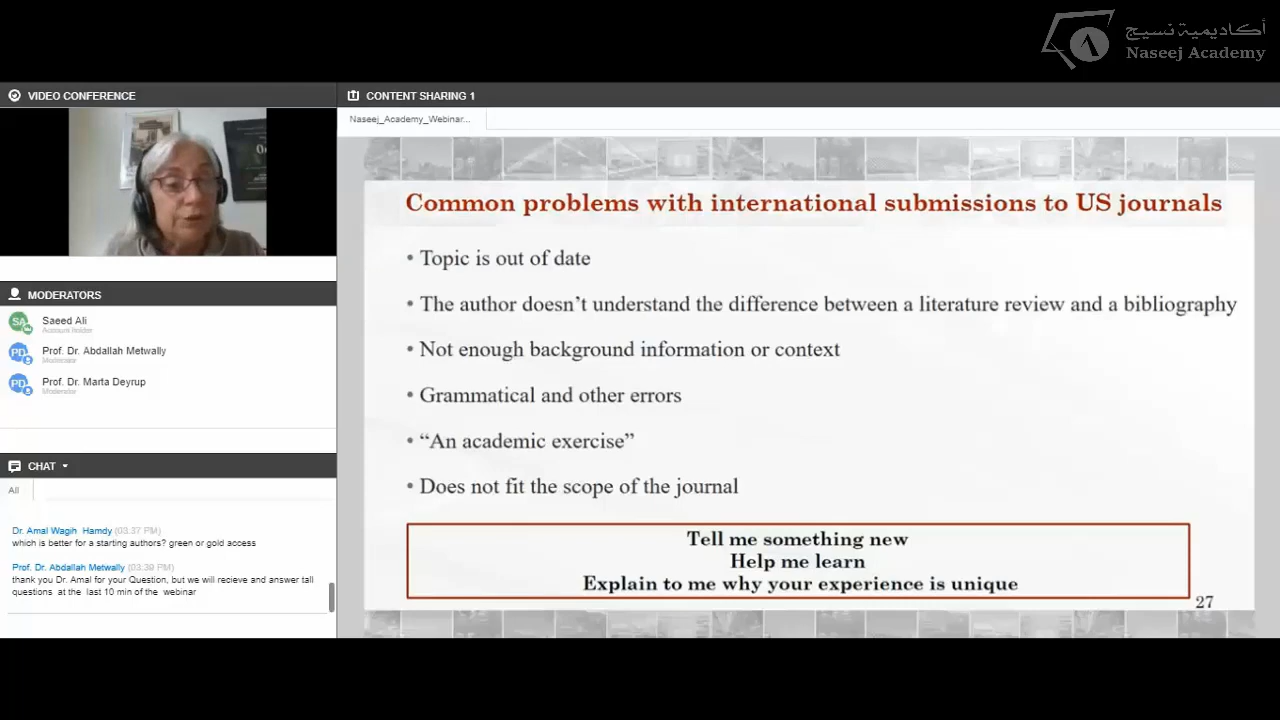 أكاديمية نسيج
Naseej Academy
VIDEO CONFERENCE
CONTENT SHARING 1
Naseej_Academy_Webinar...
MODERATORS
SA
Saeed Ali
Account holder
PD
Prof. Dr. Abdallah Metwally
Moderator
PD
Prof. Dr. Marta Deyrup
Moderator
CHAT
All
Dr. Amal Wagih Hamdy (03:37 PM)
which is better for a starting authors? green or gold access
Prof. Dr. Abdallah Metwally (03:39 PM)
thank you Dr. Amal for your Question, but we will recieve and answer tall
questions at the last 10 min of the webinar
Common problems with international submissions to US journals
• Topic is out of date
• The author doesn’t understand the difference between a literature review and a bibliography
• Not enough background information or context
• Grammatical and other errors
• “An academic exercise”
• Does not fit the scope of the journal
Tell me something new
Help me learn
Explain to me why your experience is unique
27